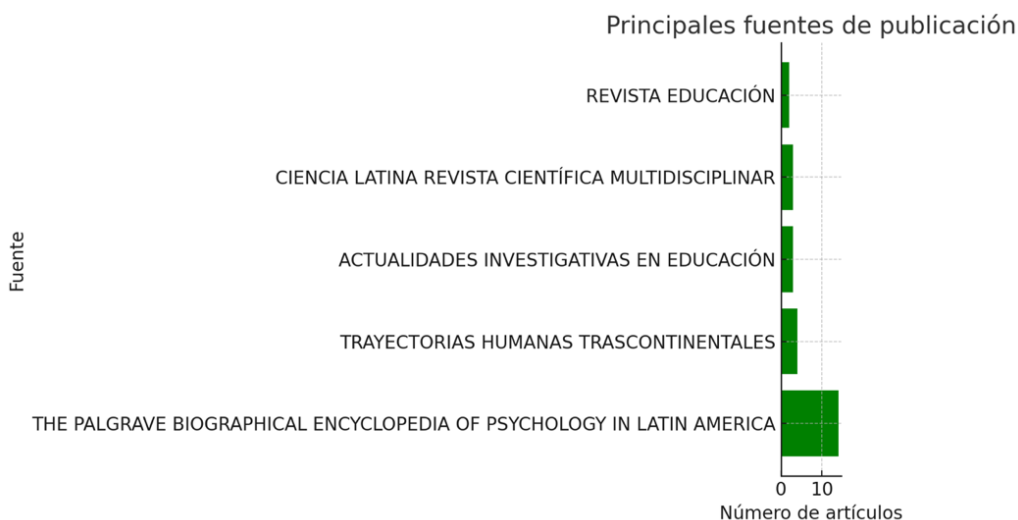 Principales fuentes de publicación
REVISTA EDUCACIÓN
CIENCIA LATINA REVISTA CIENTÍFICA MULTIDISCIPLINAR
Fuente
ACTUALIDADES INVESTIGATIVAS EN EDUCACIÓN
TRAYECTORIAS HUMANAS TRASCONTINENTALES
THE PALGRAVE BIOGRAPHICAL ENCYCLOPEDIA OF PSYCHOLOGY IN LATIN AMERICA
0 10
Número de artículos